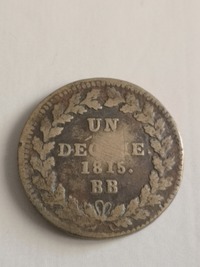 UN
DECIME.
1815.
BB